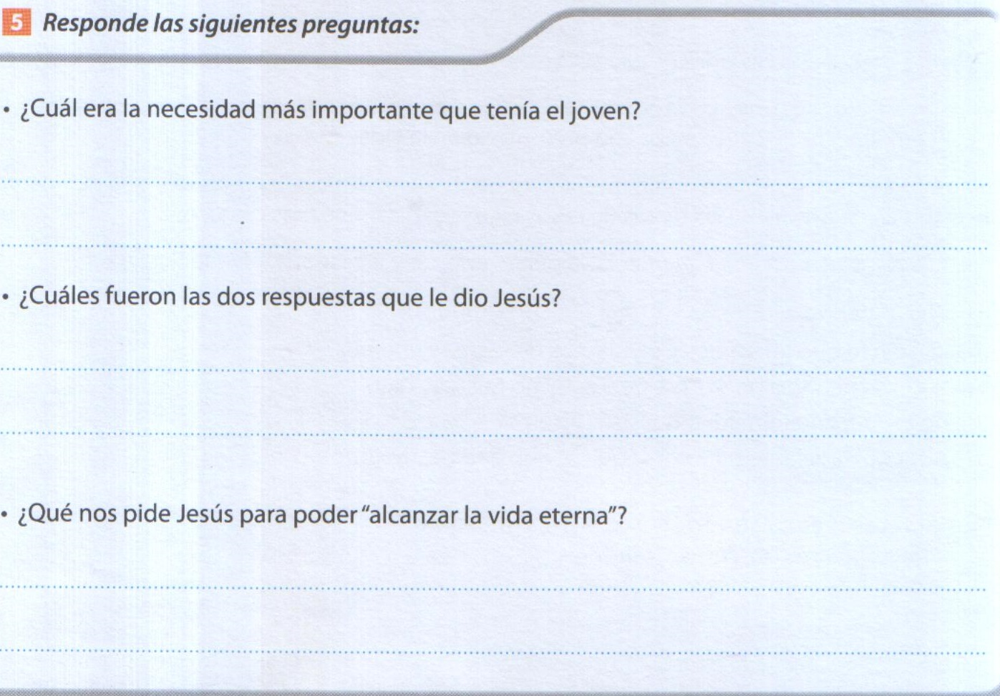 5 Responde las siguientes preguntas:
• ¿Cuál era la necesidad más importante que tenía el joven?
• ¿Cuáles fueron las dos respuestas que le dio Jesús?
• ¿Qué nos pide Jesús para poder “alcanzar la vida eterna”?